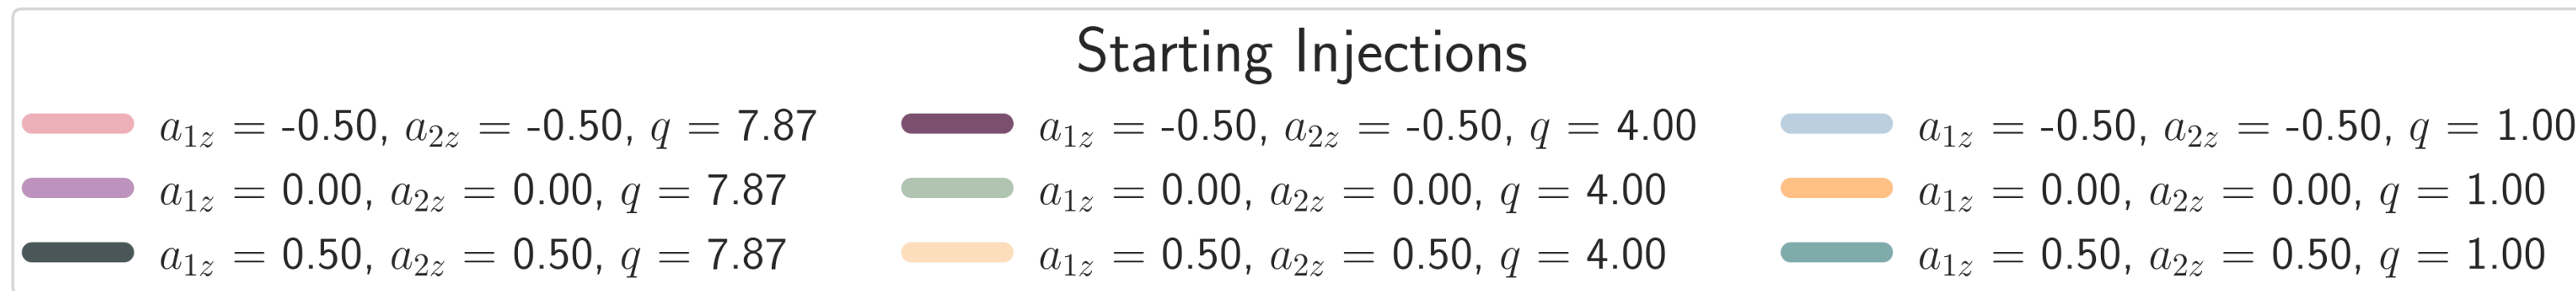 Starting Injections
a₁z = -0.50, a₂z = -0.50, q = 7.87
a₁z = 0.00, a₂z = 0.00, q = 7.87
a₁z = 0.50, a₂z = 0.50, q = 7.87
a₁z = -0.50, a₂z = -0.50, q = 4.00
a₁z = 0.00, a₂z = 0.00, q = 4.00
a₁z = 0.50, a₂z = 0.50, q = 4.00
a₁z = -0.50, a₂z = -0.50, q = 1.00
a₁z = 0.00, a₂z = 0.00, q = 1.00
a₁z = 0.50, a₂z = 0.50, q = 1.00